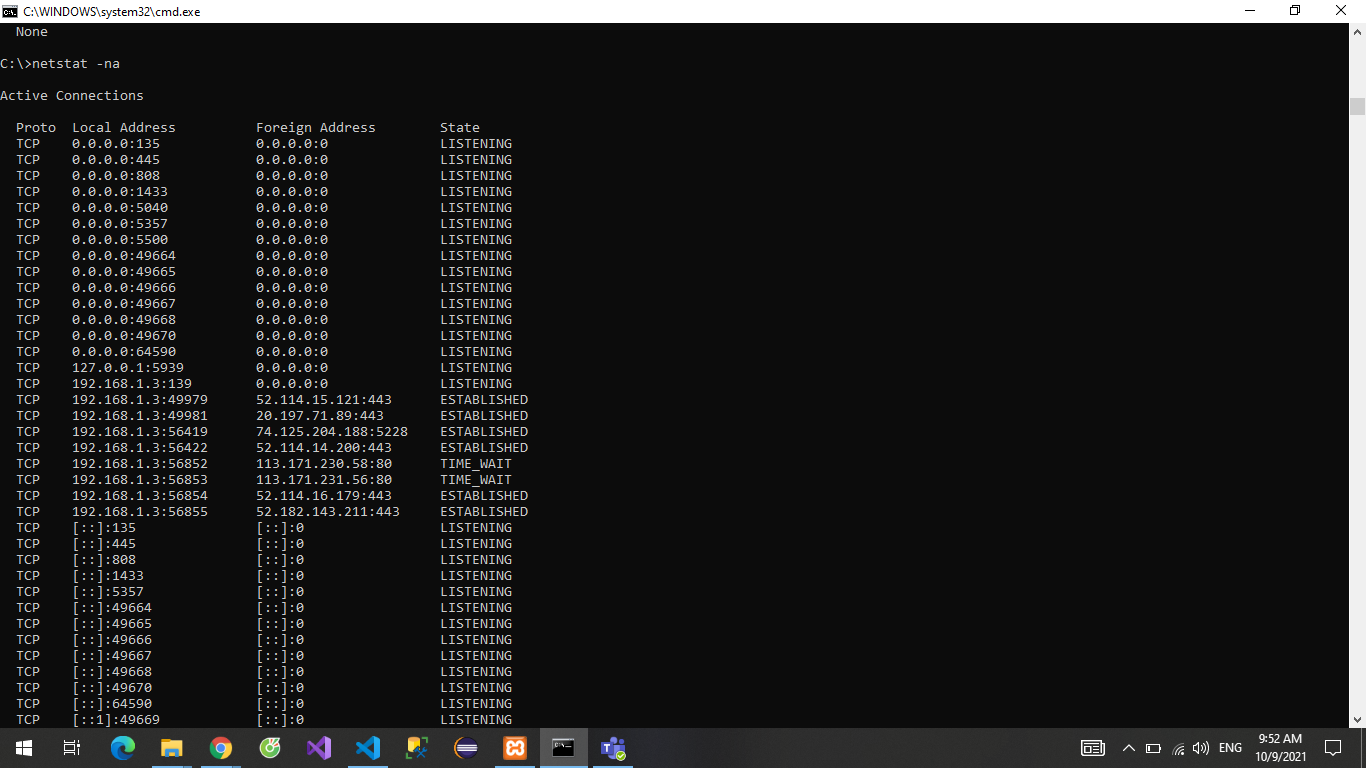 C:\WINDOWS\system32\cmd.exe
None
C:\>netstat -na
Active Connections
Proto  Local Address          Foreign Address        State
TCP    0.0.0.0:135            0.0.0.0:0              LISTENING
TCP    0.0.0.0:445            0.0.0.0:0              LISTENING
TCP    0.0.0.0:808            0.0.0.0:0              LISTENING
TCP    0.0.0.0:1433           0.0.0.0:0              LISTENING
TCP    0.0.0.0:5040           0.0.0.0:0              LISTENING
TCP    0.0.0.0:5357           0.0.0.0:0              LISTENING
TCP    0.0.0.0:5500           0.0.0.0:0              LISTENING
TCP    0.0.0.0:49664          0.0.0.0:0              LISTENING
TCP    0.0.0.0:49665          0.0.0.0:0              LISTENING
TCP    0.0.0.0:49666          0.0.0.0:0              LISTENING
TCP    0.0.0.0:49667          0.0.0.0:0              LISTENING
TCP    0.0.0.0:49668          0.0.0.0:0              LISTENING
TCP    0.0.0.0:49670          0.0.0.0:0              LISTENING
TCP    0.0.0.0:64590          0.0.0.0:0              LISTENING
TCP    127.0.0.1:5939         0.0.0.0:0              LISTENING
TCP    192.168.1.3:139        0.0.0.0:0              LISTENING
TCP    192.168.1.3:49979      52.114.15.121:443      ESTABLISHED
TCP    192.168.1.3:49981      20.197.71.89:443       ESTABLISHED
TCP    192.168.1.3:56419      74.125.204.188:5228    ESTABLISHED
TCP    192.168.1.3:56422      52.114.14.200:443      ESTABLISHED
TCP    192.168.1.3:56852      113.171.230.58:80      TIME_WAIT
TCP    192.168.1.3:56853      113.171.231.56:80      TIME_WAIT
TCP    192.168.1.3:56854      52.114.16.179:443      ESTABLISHED
TCP    192.168.1.3:56855      52.182.143.211:443     ESTABLISHED
TCP    [::]:135               [::]:0                 LISTENING
TCP    [::]:445               [::]:0                 LISTENING
TCP    [::]:808               [::]:0                 LISTENING
TCP    [::]:1433              [::]:0                 LISTENING
TCP    [::]:5357              [::]:0                 LISTENING
TCP    [::]:49664             [::]:0                 LISTENING
TCP    [::]:49665             [::]:0                 LISTENING
TCP    [::]:49666             [::]:0                 LISTENING
TCP    [::]:49667             [::]:0                 LISTENING
TCP    [::]:49668             [::]:0                 LISTENING
TCP    [::]:49670             [::]:0                 LISTENING
TCP    [::]:64590             [::]:0                 LISTENING
TCP    [::1]:49669            [::]:0                 LISTENING
ENG
9:52 AM
10/9/2021